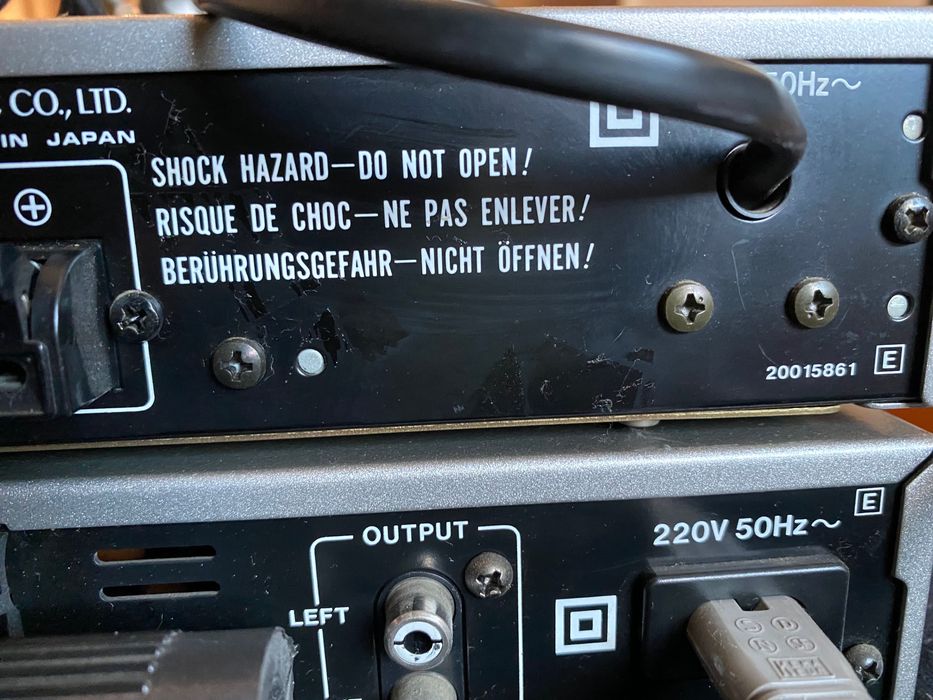 CO., LTD.
IN JAPAN
50Hz~
SHOCK HAZARD—DO NOT OPEN!
RISQUE DE CHOC—NE PAS ENLEVER!
BERÜHRUNGSGEFAHR—NICHT ÖFFNEN!
20015861 E
E
OUTPUT
220V 50Hz~
LEFT